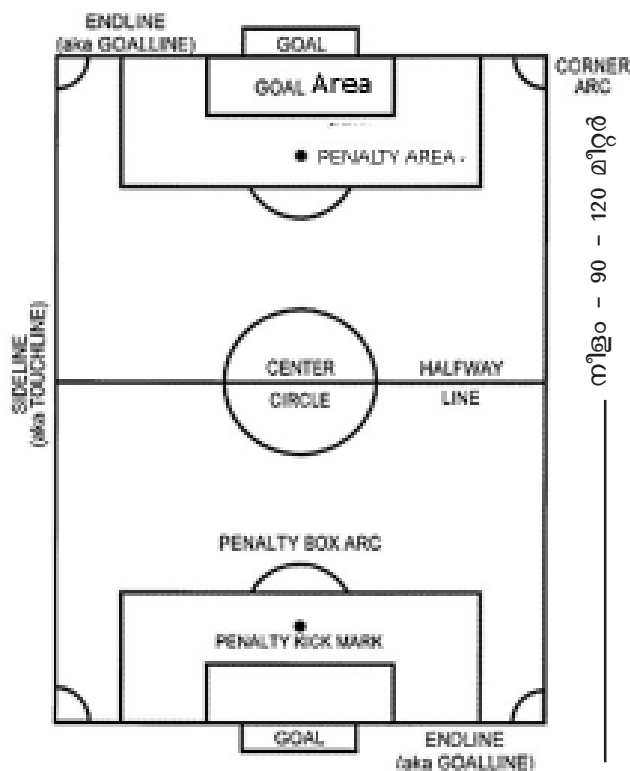 ENDLINE
(aka GOALLINE)
GOAL
CORNER
ARC
GOAL Area
PENALTY AREA
നീളം - 90 - 120 മീറ്റർ
SIDELINE
(aka TOUCHLINE)
CENTER
CIRCLE
HALFWAY
LINE
PENALTY BOX ARC
PENALTY KICK MARK
GOAL
ENDLINE
(aka GOALLINE)